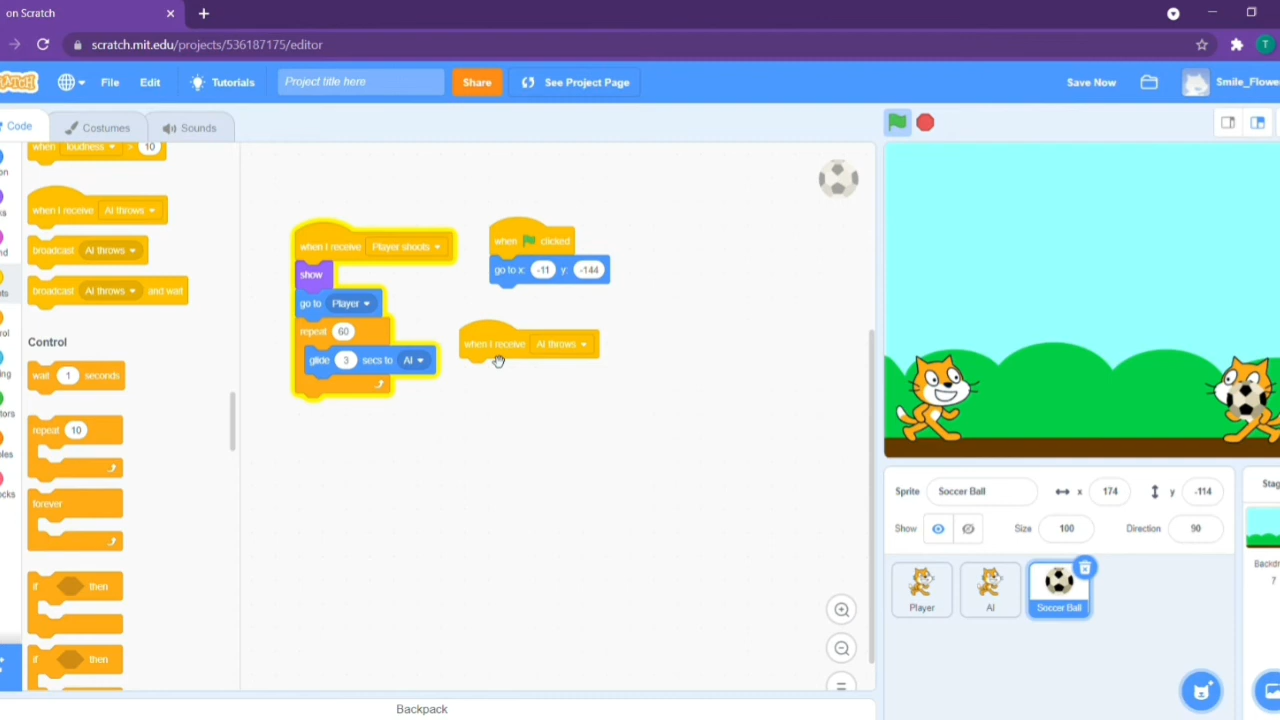 on Scratch
scratch.mit.edu/projects/536187175/editor
T
File Edit Tutorials Project title here Share See Project Page Save Now Smile_Flowe
Code Costumes Sounds
when loudness > 10
when I receive AI throws
broadcast AI throws
broadcast AI throws and wait
Control
wait 1 seconds
repeat 10
forever
if then
if then
when I receive Player shoots
show
go to Player
repeat 60
glide 3 secs to AI
when clicked
go to x: -11 y: -144
when I receive AI throws
Sprite Soccer Ball x 174 y -114
Show Size 100 Direction 90
Player AI Soccer Ball
Stag
Backdr
7
Backpack